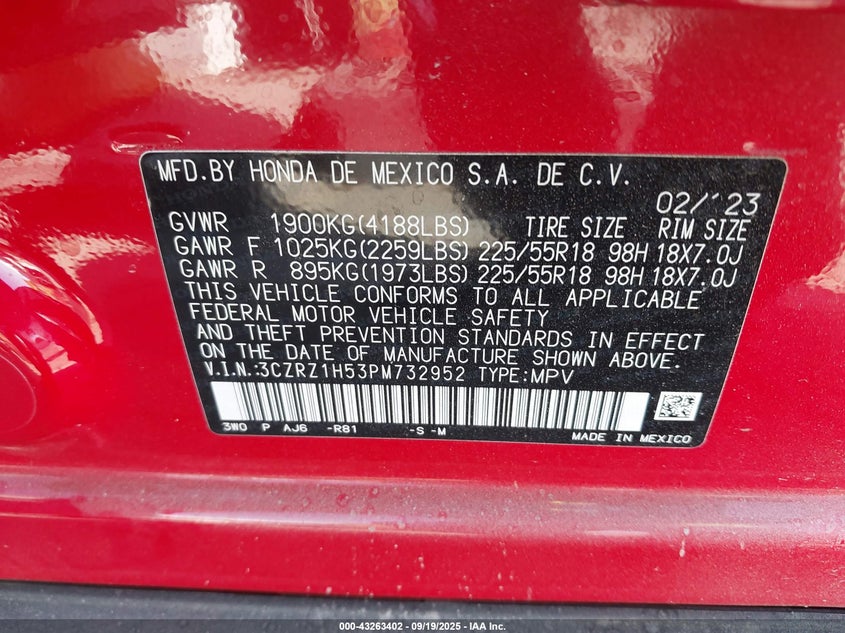 MFD.BY HONDA DE MEXICO S.A. DE C.V.
02/'23
GVWR 1900KG(4188LBS) TIRE SIZE RIM SIZE
GAWR F 1025KG(2259LBS) 225/55R18 98H 18X7.0J
GAWR R 895KG(1973LBS) 225/55R18 98H 18X7.0J
THIS VEHICLE CONFORMS TO ALL APPLICABLE
FEDERAL MOTOR VEHICLE SAFETY
AND THEFT PREVENTION STANDARDS IN EFFECT
ON THE DATE OF MANUFACTURE SHOWN ABOVE.
V.I.N.:3CZRZ1H53PM732952 TYPE:MPV
3W0 P AJ6 -R81 -S -M
MADE IN MEXICO
000-43263402 - 09/19/2025 - IAA Inc.